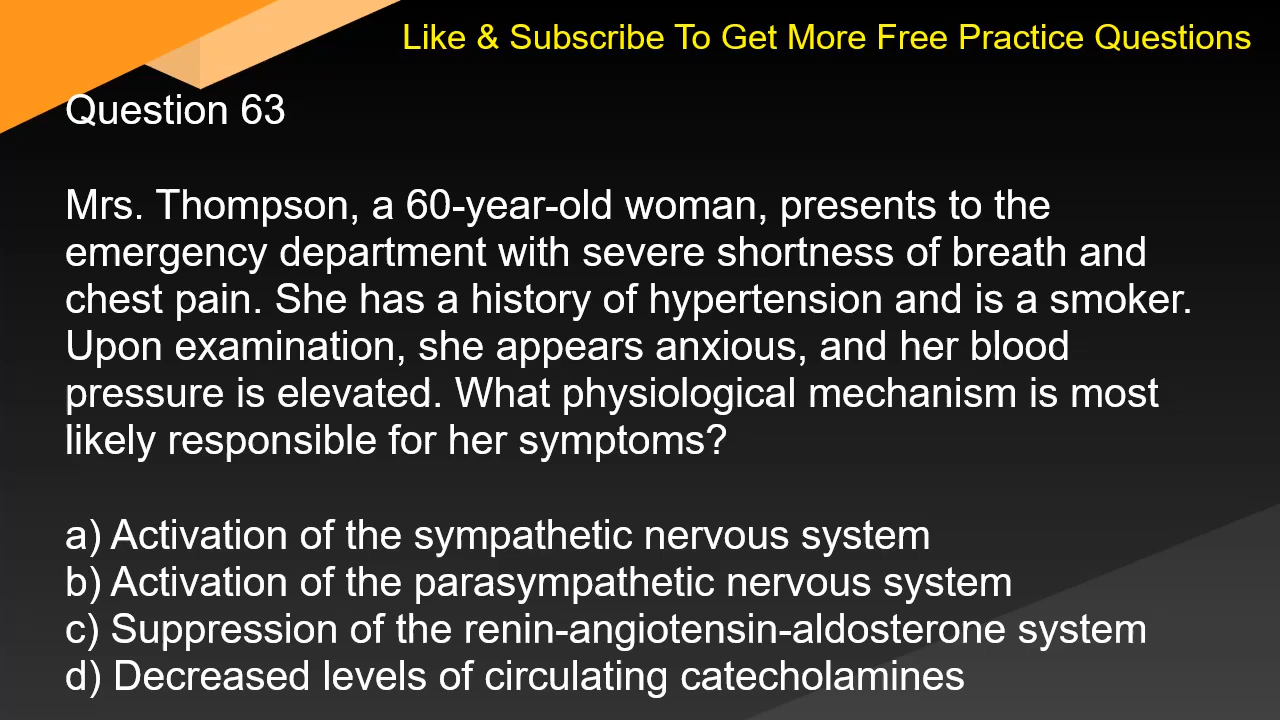 Like & Subscribe To Get More Free Practice Questions
Question 63
Mrs. Thompson, a 60-year-old woman, presents to the
emergency department with severe shortness of breath and
chest pain. She has a history of hypertension and is a smoker.
Upon examination, she appears anxious, and her blood
pressure is elevated. What physiological mechanism is most
likely responsible for her symptoms?
a) Activation of the sympathetic nervous system
b) Activation of the parasympathetic nervous system
c) Suppression of the renin-angiotensin-aldosterone system
d) Decreased levels of circulating catecholamines